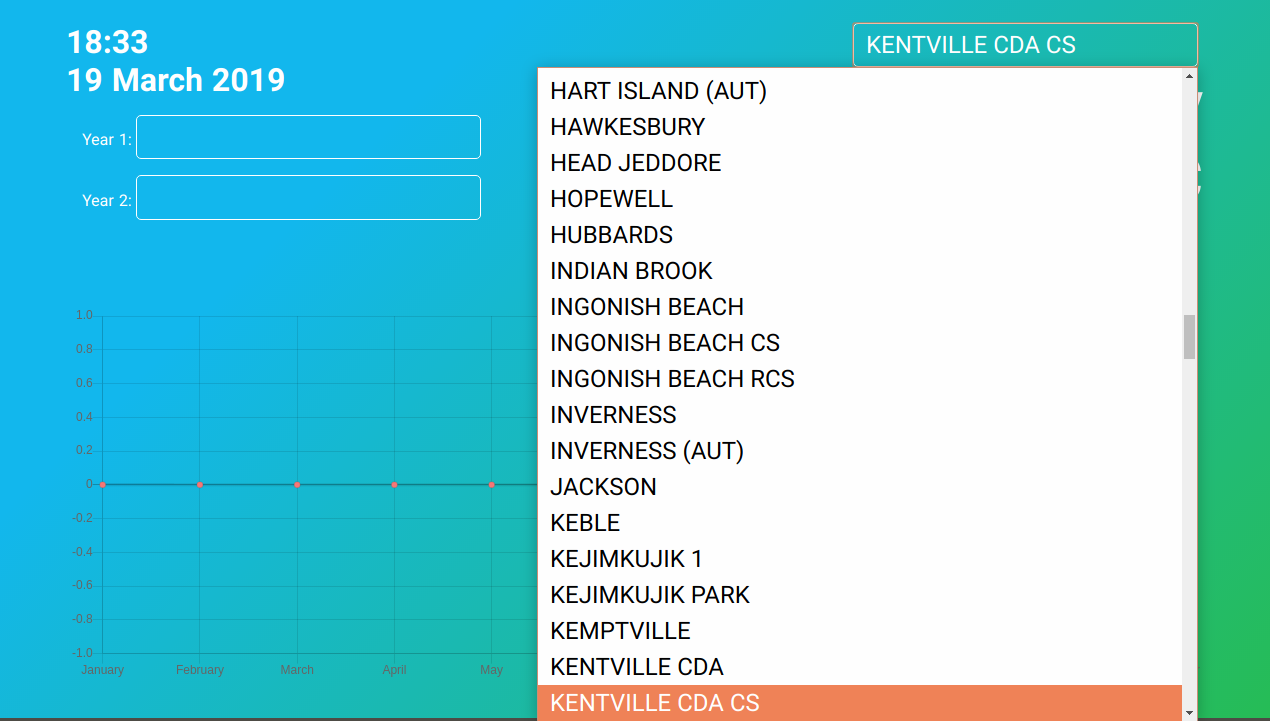 18:33
19 March 2019
KENTVILLE CDA CS
Year 1:
Year 2:
HART ISLAND (AUT)
HAWKESBURY
HEAD JEDDORE
HOPEWELL
HUBBARDS
INDIAN BROOK
INGONISH BEACH
INGONISH BEACH CS
INGONISH BEACH RCS
INVERNESS
INVERNESS (AUT)
JACKSON
KEBLE
KEJIMKUJIK 1
KEJIMKUJIK PARK
KEMPTVILLE
KENTVILLE CDA
KENTVILLE CDA CS
1.0
0.8
0.6
0.4
0.2
0
-0.2
-0.4
-0.6
-0.8
-1.0
January February March April May